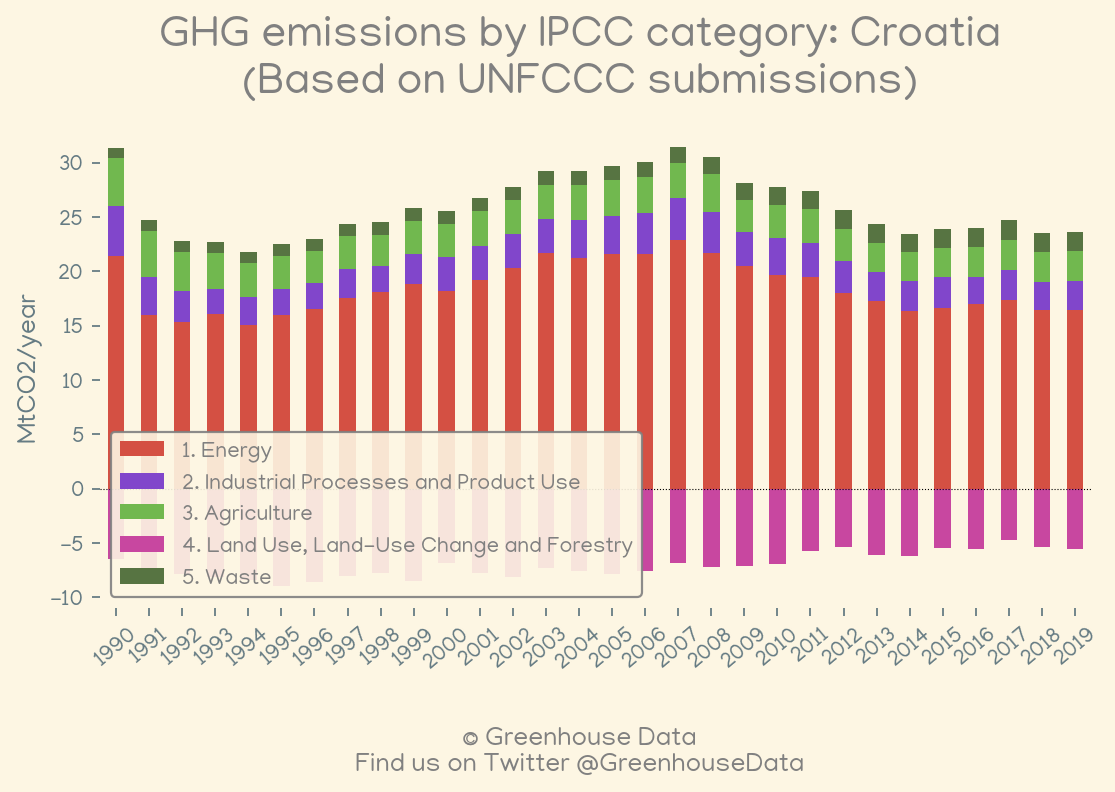 GHG emissions by IPCC category: Croatia
(Based on UNFCCC submissions)
MtCO2/year
30
25
20
15
10
5
0
−5
−10
1. Energy
2. Industrial Processes and Product Use
3. Agriculture
4. Land Use, Land-Use Change and Forestry
5. Waste
1990 1991 1992 1993 1994 1995 1996 1997 1998 1999 2000 2001 2002 2003 2004 2005 2006 2007 2008 2009 2010 2011 2012 2013 2014 2015 2016 2017 2018 2019
© Greenhouse Data
Find us on Twitter @GreenhouseData